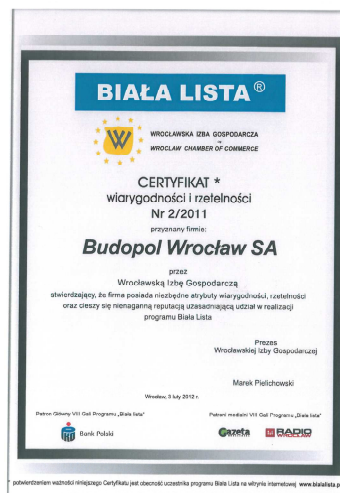 BIAŁA LISTA®
W
WROCŁAWSKA IZBA GOSPODARCZA
WROCLAW CHAMBER OF COMMERCE
CERTYFIKAT *
wiarygodności i rzetelności
Nr 2/2011
przyznany firmie:
Budopol Wrocław SA
przez
Wrocławską Izbę Gospodarczą
stwierdzający, że firma posiada niezbędne atrybuty wiarygodności, rzetelności
oraz cieszy się nienaganną reputacją uzasadniającą udział w realizacji
programu Biała Lista
Prezes
Wrocławskiej Izby Gospodarczej
Marek Pielichowski
Wrocław, 3 luty 2012 r.
Patron Główny VIII Gali Programu „Biała lista"
Patroni medialni VIII Gali Programu „Biała lista"
Bank Polski
Gazeta
RADIO
WROCŁAW
* potwierdzeniem ważności niniejszego Certyfikatu jest obecność uczestnika programu Biała Lista na witrynie internetowej www.bialalista.p